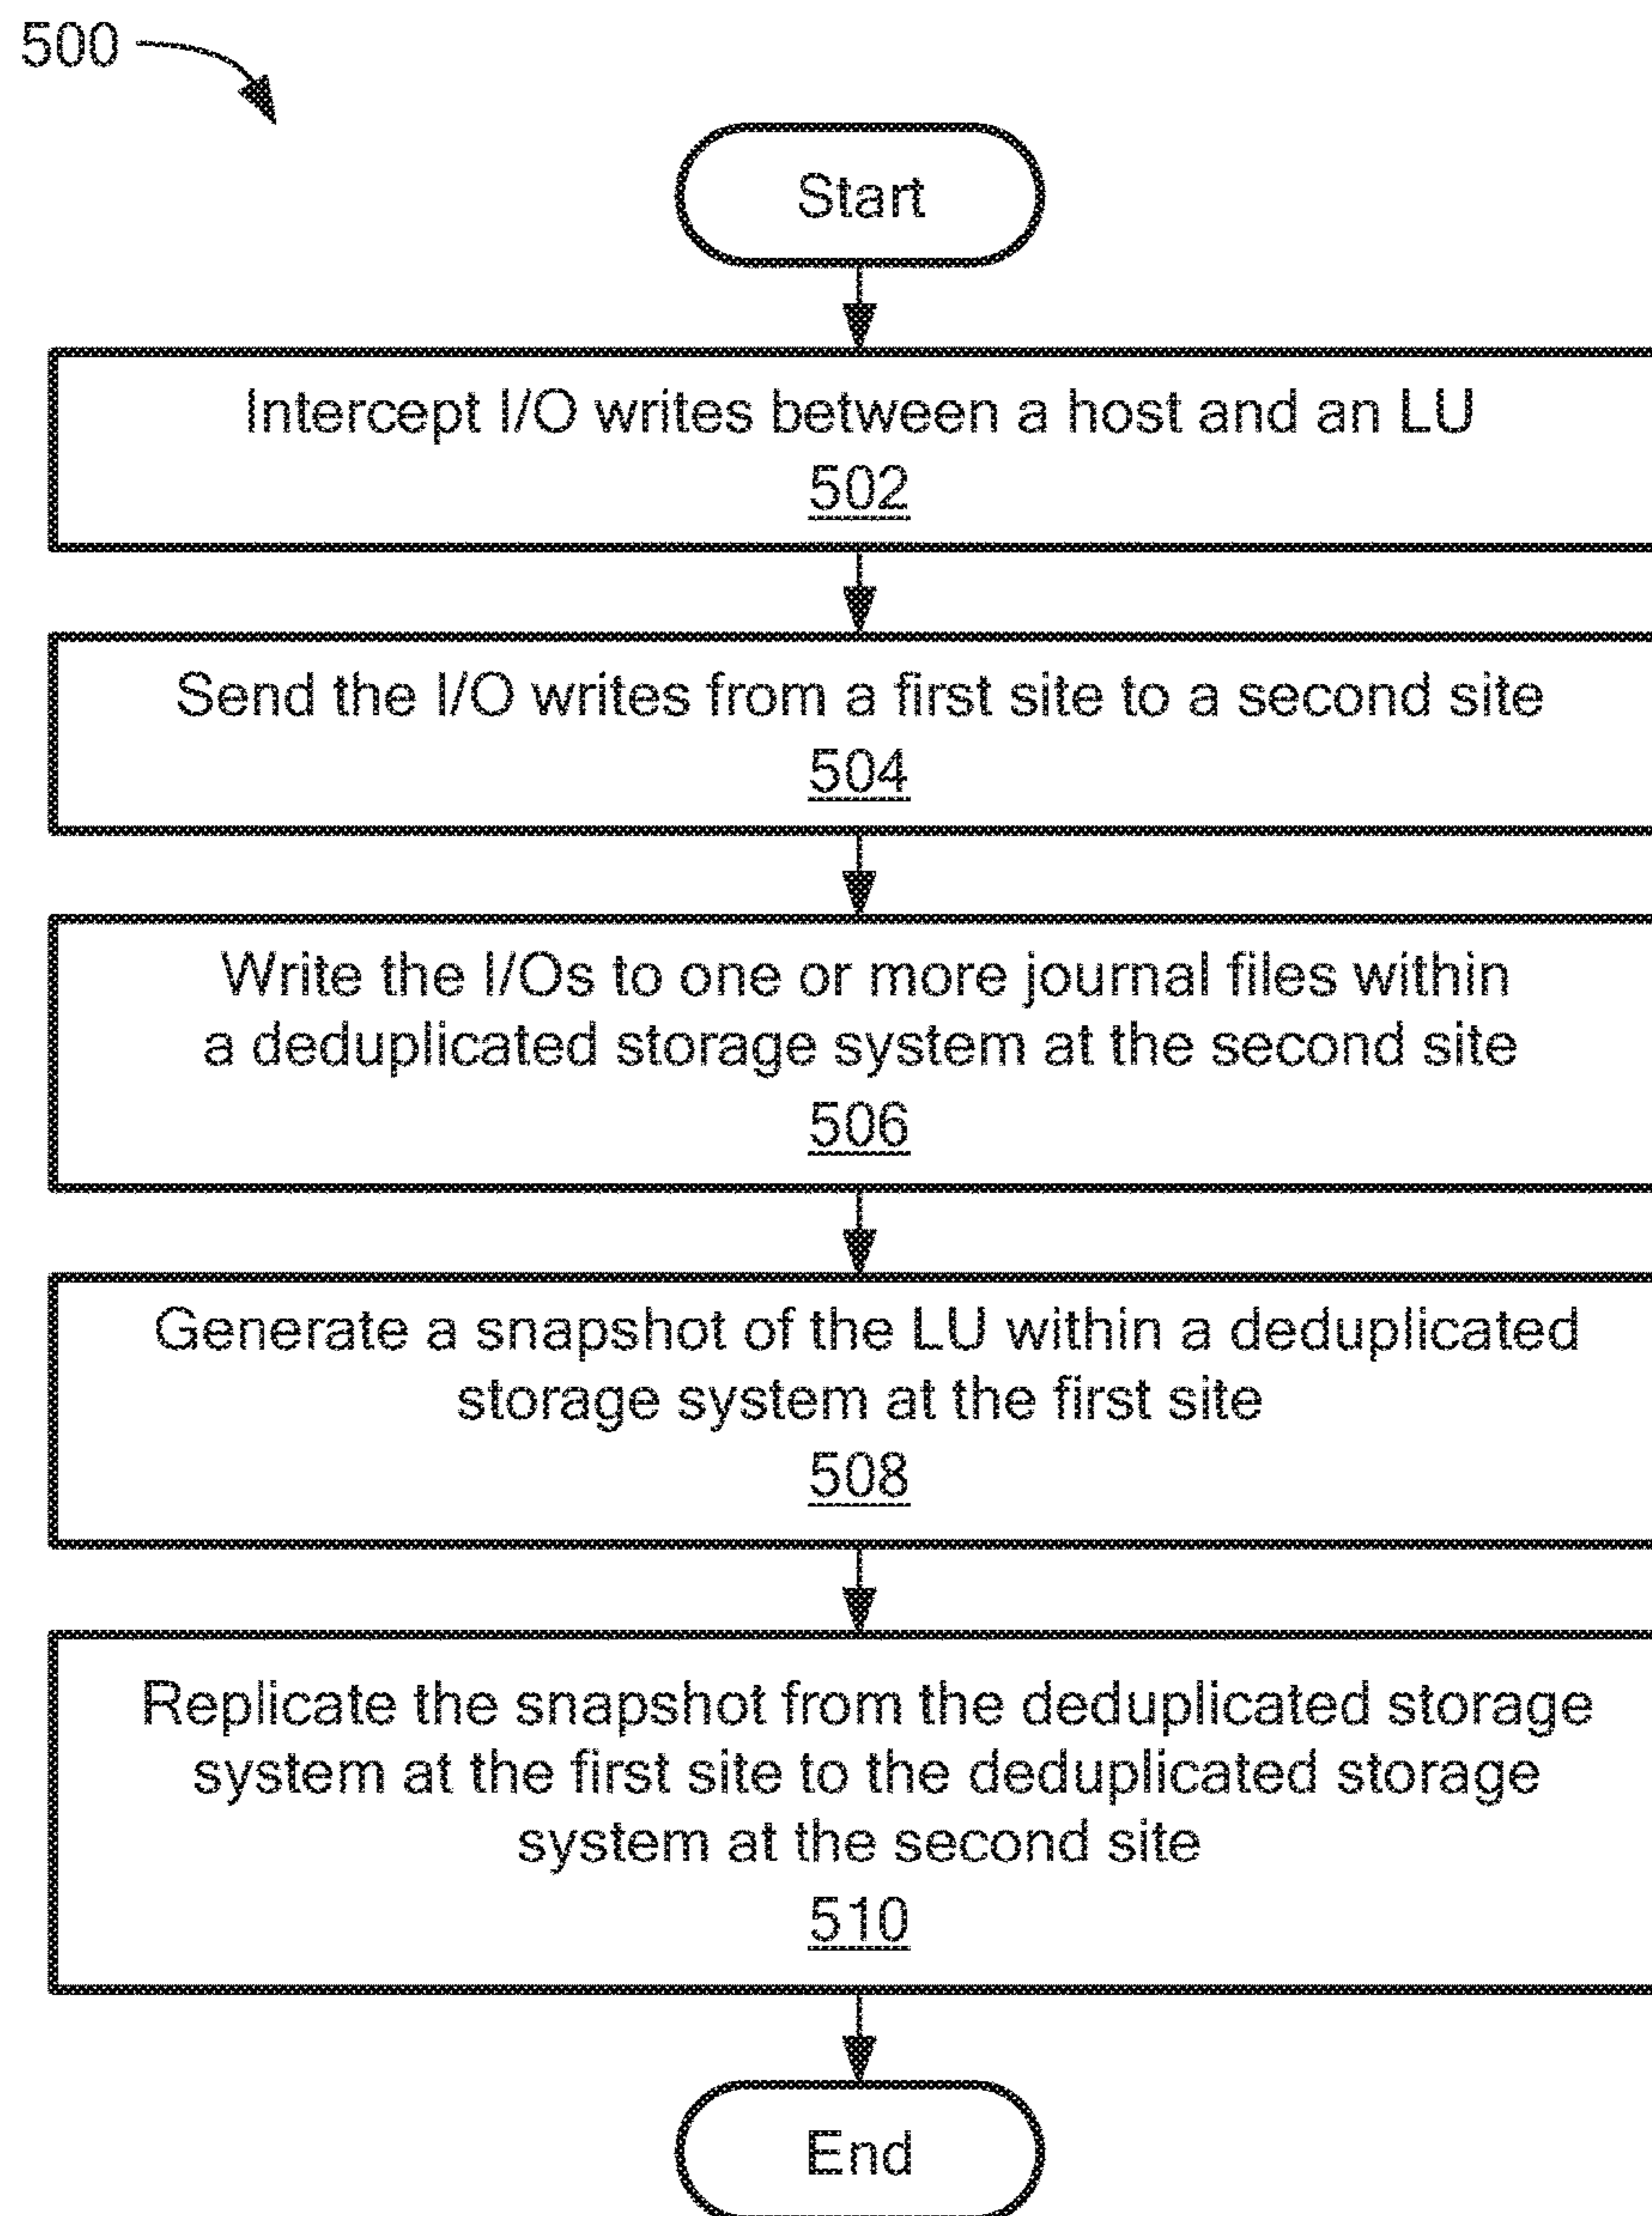 500
Start
Intercept I/O writes between a host and an LU
502
Send the I/O writes from a first site to a second site
504
Write the I/Os to one or more journal files within
a deduplicated storage system at the second site
506
Generate a snapshot of the LU within a deduplicated
storage system at the first site
508
Replicate the snapshot from the deduplicated storage
system at the first site to the deduplicated storage
system at the second site
510
End